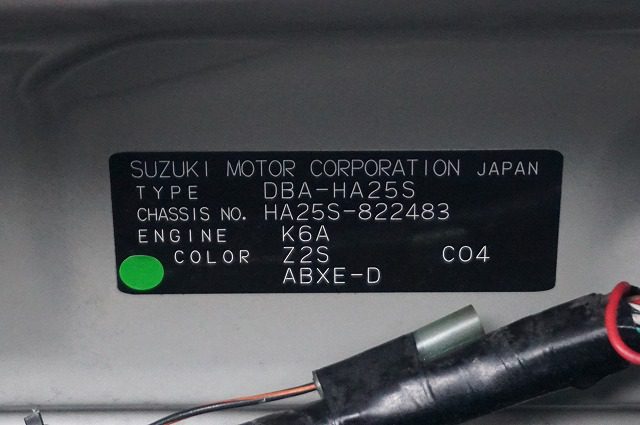 SUZUKI MOTOR CORPORATION JAPAN
TYPE DBA-HA25S
CHASSIS NO. HA25S-822483
ENGINE K6A
COLOR Z2S C04
ABXE-D